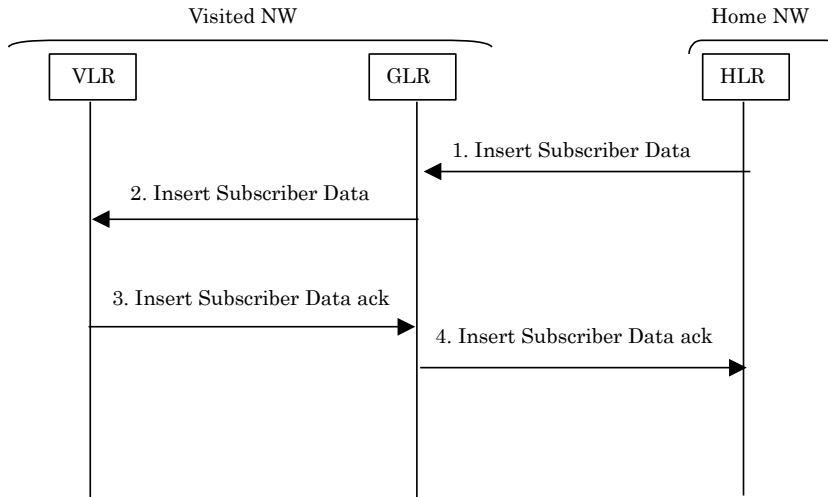 Visited NW
Home NW
VLR
GLR
HLR
1. Insert Subscriber Data
2. Insert Subscriber Data
3. Insert Subscriber Data ack
4. Insert Subscriber Data ack